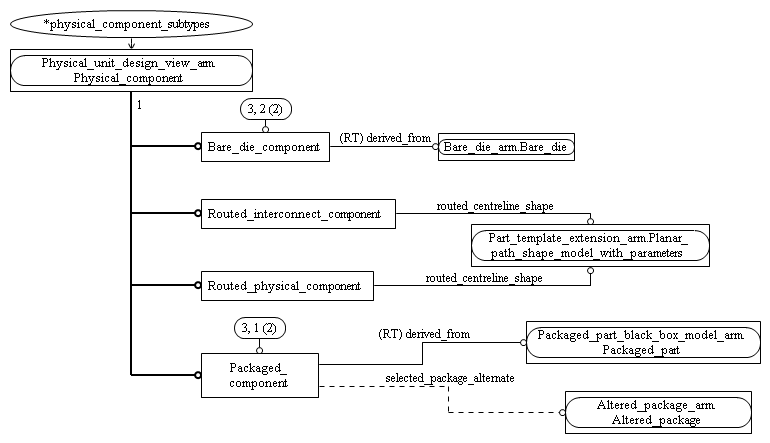 *physical_component_subtypes
Physical_unit_design_view_arm.
Physical_component
1
3, 2 (2)
Bare_die_component
(RT) derived_from
Bare_die_arm.Bare_die
Routed_interconnect_component
routed_centreline_shape
Part_template_extension_arm.Planar_
path_shape_model_with_parameters
Routed_physical_component
routed_centreline_shape
3, 1 (2)
Packaged_
component
(RT) derived_from
Packaged_part_black_box_model_arm.
Packaged_part
selected_package_alternate
Altered_package_arm.
Altered_package